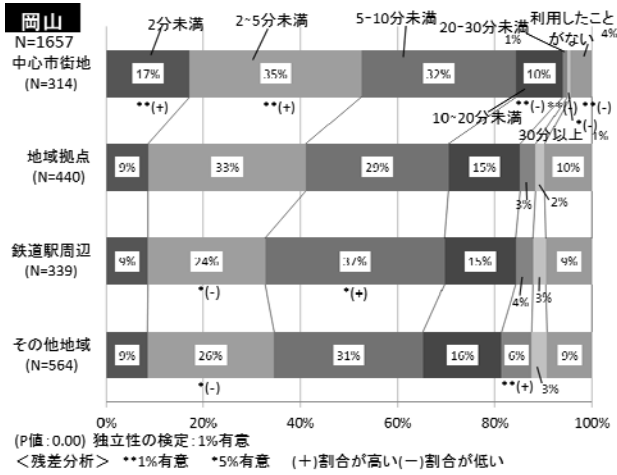 岡山
N=1657
2分未満
2~5分未満
5-10分未満
20-30分未満
利用したこと
がない
4%
1%
中心市街地
(N=314)
17%
35%
32%
10%
**(+)
**(+)
**(-)
**(-)
**(-)
*(-)
10~20分未満
30分以上
1%
地域拠点
(N=440)
9%
33%
29%
15%
10%
3%
2%
鉄道駅周辺
(N=339)
9%
24%
37%
15%
9%
*(-)
*(+)
4%
3%
その他地域
(N=564)
9%
26%
31%
16%
6%
9%
*(-)
**(+)
3%
0% 20% 40% 60% 80% 100%
(P値:0.00) 独立性の検定:1%有意
<残差分析> **1%有意 *5%有意 (+)割合が高い(-)割合が低い